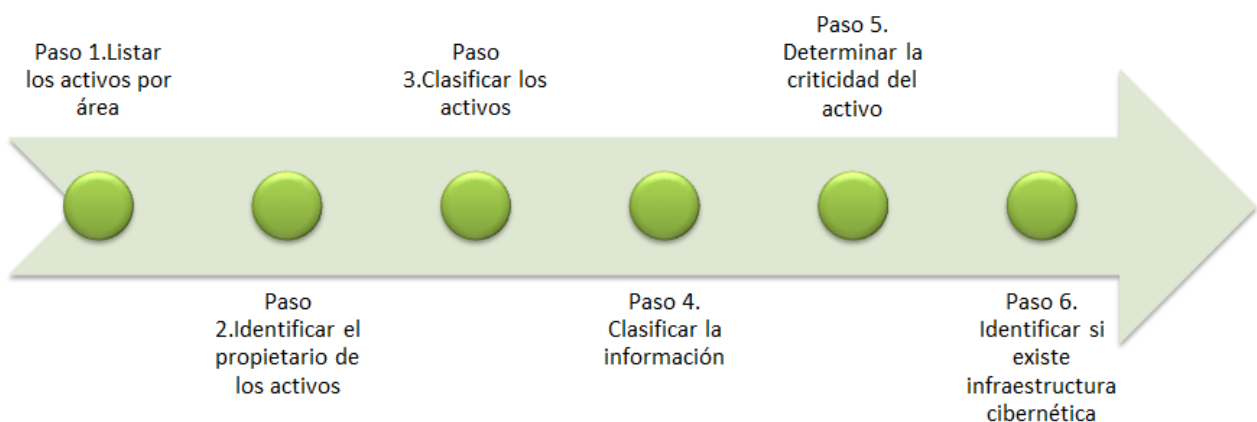 Paso 1.Listar
los activos por
área
Paso
2.Identificar el
propietario de
los activos
Paso
3.Clasificar los
activos
Paso 4.
Clasificar la
información
Paso 5.
Determinar la
criticidad del
activo
Paso 6.
Identificar si
existe
infraestructura
cibernética